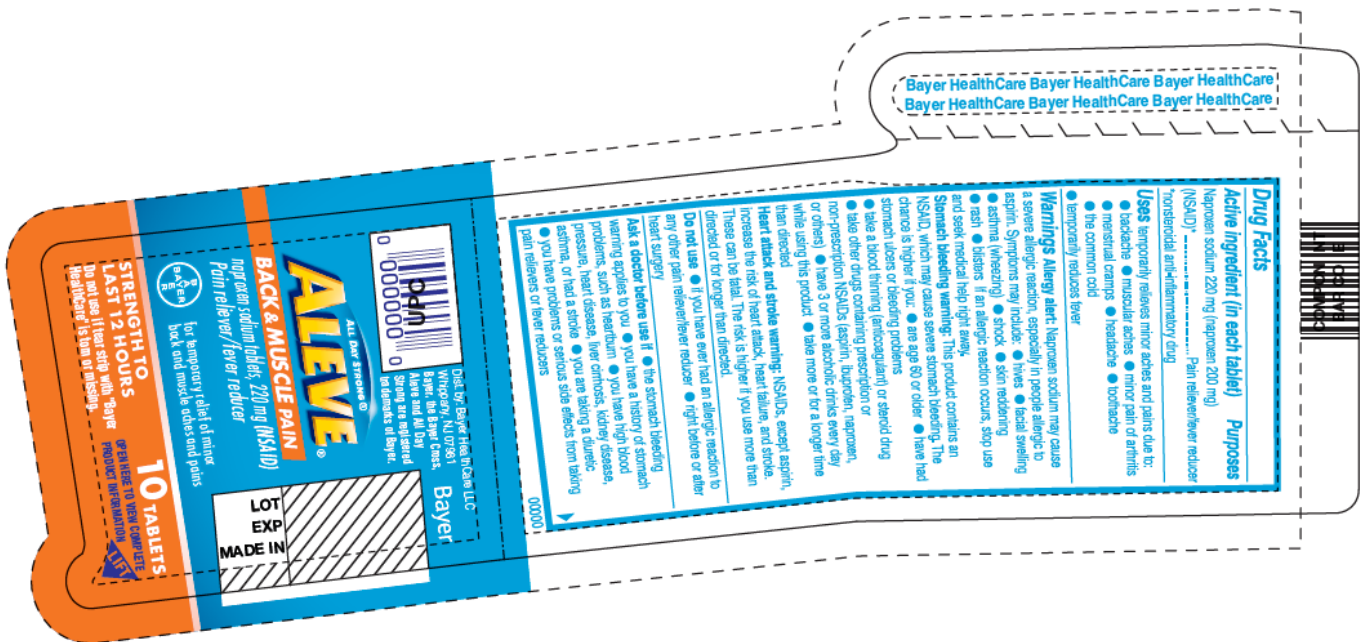 Bayer HealthCare Bayer HealthCare Bayer HealthCare
Bayer HealthCare Bayer HealthCare Bayer HealthCare
COMPONENT
BARCODE
Drug Facts
Active ingredient (in each tablet) Purposes
Naproxen sodium 220 mg (naproxen 200 mg)
(NSAID)* ........................ Pain reliever/fever reducer
*nonsteroidal anti-inflammatory drug
Uses temporarily relieves minor aches and pains due to:
● backache ● muscular aches ● minor pain of arthritis
● menstrual cramps ● headache ● toothache
● the common cold
● temporarily reduces fever
Warnings Allergy alert: Naproxen sodium may cause
a severe allergic reaction, especially in people allergic to
aspirin. Symptoms may include: ● hives ● facial swelling
● asthma (wheezing) ● shock ● skin reddening
● rash ● blisters If an allergic reaction occurs, stop use
and seek medical help right away.
Stomach bleeding warning: This product contains an
NSAID, which may cause severe stomach bleeding. The
chance is higher if you: ● are age 60 or older ● have had
stomach ulcers or bleeding problems
● take a blood thinning (anticoagulant) or steroid drug
● take other drugs containing prescription or
non-prescription NSAIDs (aspirin, ibuprofen, naproxen,
or others) ● have 3 or more alcoholic drinks every day
while using this product ● take more or for a longer time
than directed
Heart attack and stroke warning: NSAIDs, except aspirin,
increase the risk of heart attack, heart failure, and stroke.
These can be fatal. The risk is higher if you use more than
directed or for longer than directed.
Do not use ● if you have ever had an allergic reaction to
any other pain reliever/fever reducer ● right before or after
heart surgery
Ask a doctor before use if ● the stomach bleeding
warning applies to you ● you have a history of stomach
problems, such as heartburn ● you have high blood
pressure, heart disease, liver cirrhosis, kidney disease,
asthma, or had a stroke ● you are taking a diuretic
● you have problems or serious side effects from taking
pain relievers or fever reducers
00000
UPC
0 00000 0
Dist. by: Bayer HealthCare LLC
Whippany, NJ 07981
Bayer, the Bayer Cross,
Aleve and All Day
Strong are registered
trademarks of Bayer.
Bayer
ALL DAY STRONG®
ALEVE®
BACK & MUSCLE PAIN
naproxen sodium tablets, 220 mg (NSAID)
Pain reliever/fever reducer
BAYER
for temporary relief of minor
back and muscle aches and pains
LOT
EXP
MADE IN
STRENGTH TO
LAST 12 HOURS
10 TABLETS
Do not use if tear strip with "Bayer
HealthCare" is torn or missing.
OPEN HERE TO VIEW COMPLETE
PRODUCT INFORMATION
LIFT